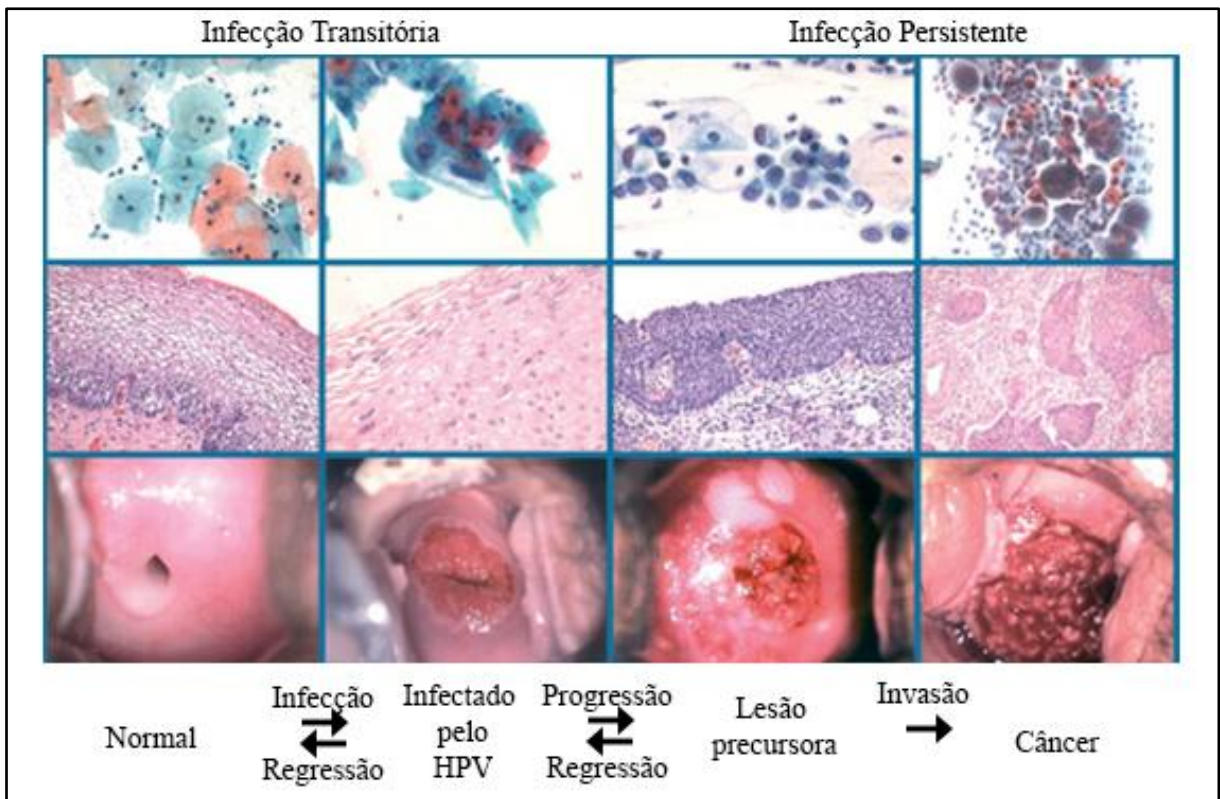 Infecção Transitória
Infecção Persistente
Normal
Infecção
Regressão
Infectado
pelo
HPV
Progressão
Regressão
Lesão
precursora
Invasão
Câncer